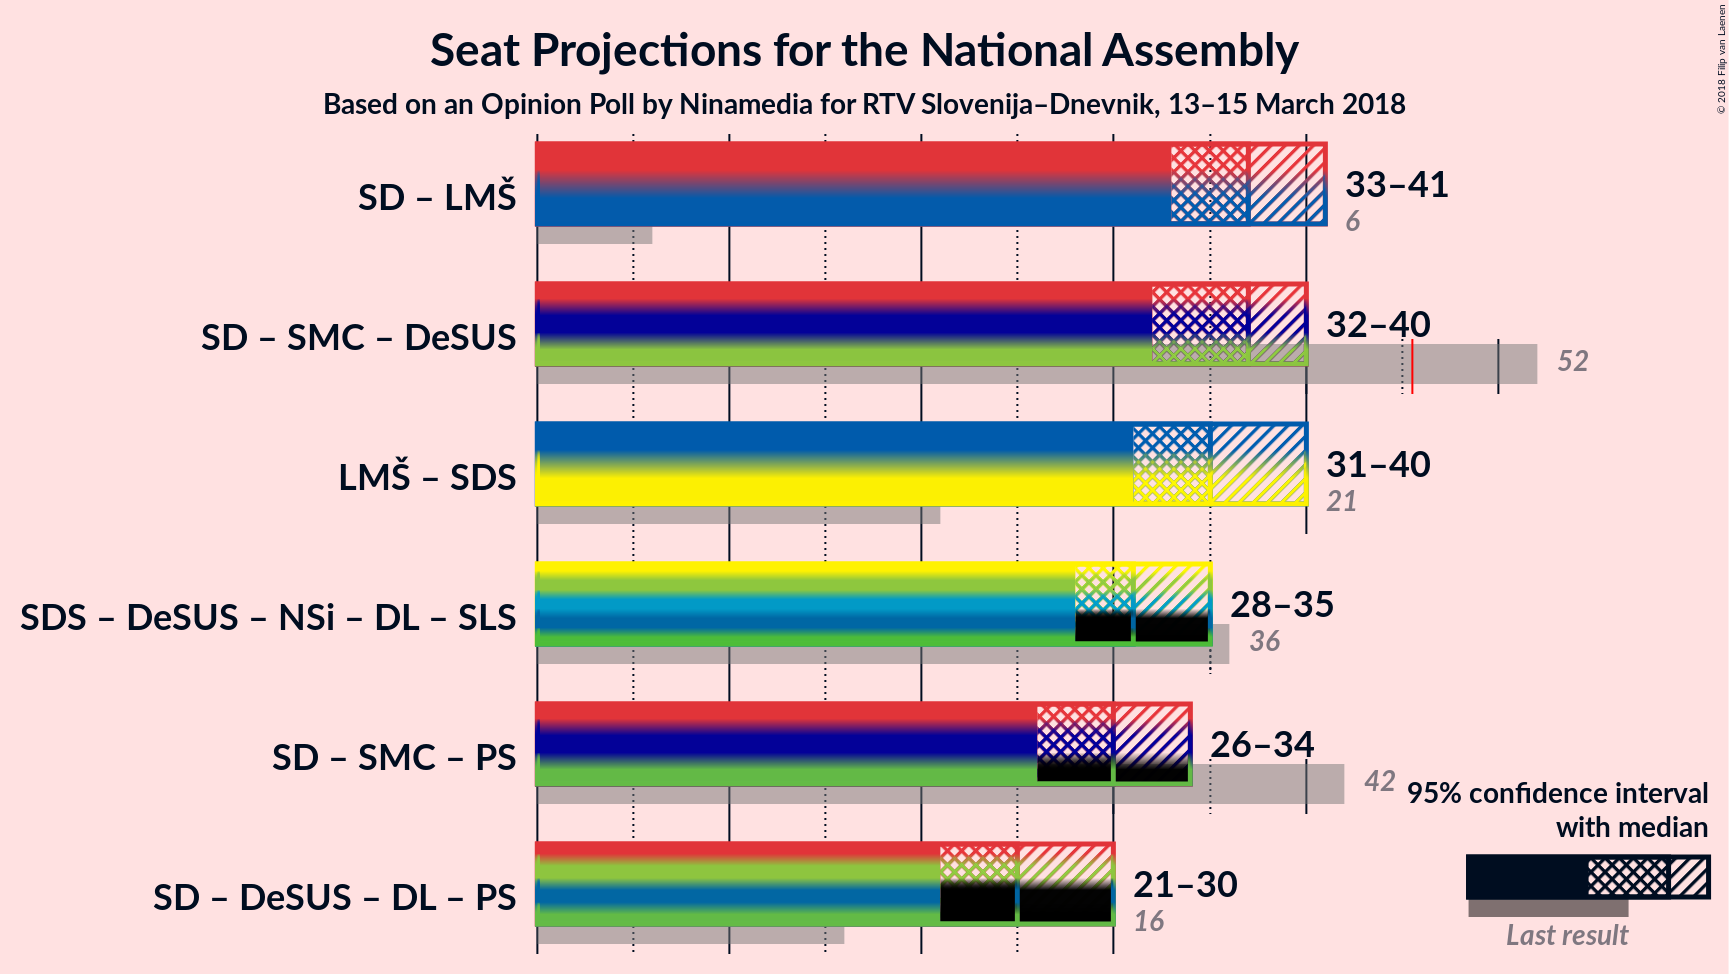 Seat Projections for the National Assembly
Based on an Opinion Poll by Ninamedia for RTV Slovenija–Dnevnik, 13–15 March 2018
© 2018 Filip van Laenen
SD – LMŠ
33–41
6
SD – SMC – DeSUS
32–40
52
LMŠ – SDS
31–40
21
SDS – DeSUS – NSi – DL – SLS
28–35
36
SD – SMC – PS
26–34
42
SD – DeSUS – DL – PS
21–30
16
95% confidence interval
with median
Last result